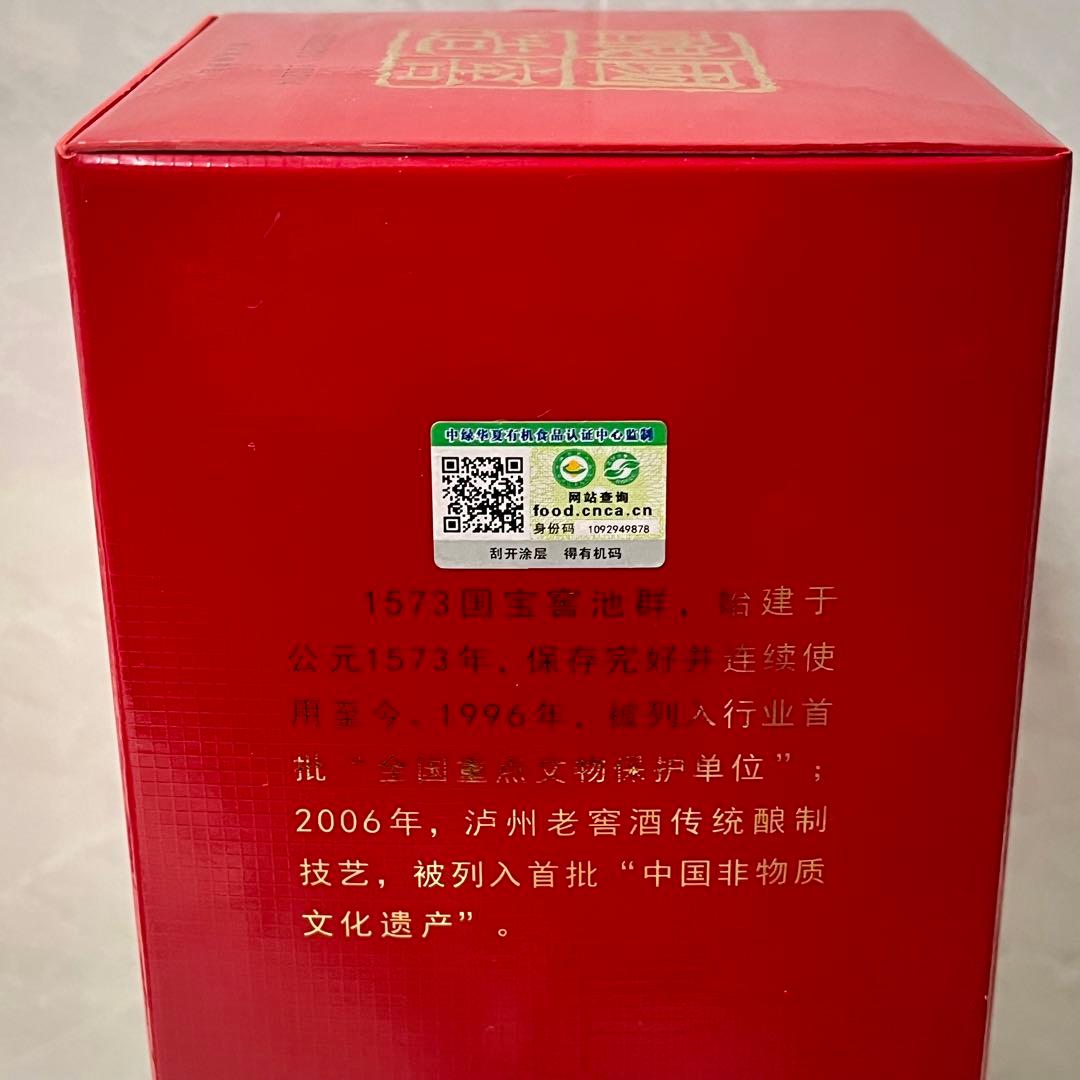 中绿华夏有机食品认证中心监制
网站查询
food.cnca.cn
身份码 1092949878
刮开涂层 得有机码
1573国宝窖池群，始建于
公元1573年，保存完好并连续使
用至今。1996年，被列入行业首
批“全国重点文物保护单位”；
2006年，泸州老窖酒传统酿制
技艺，被列入首批“中国非物质
文化遗产”。